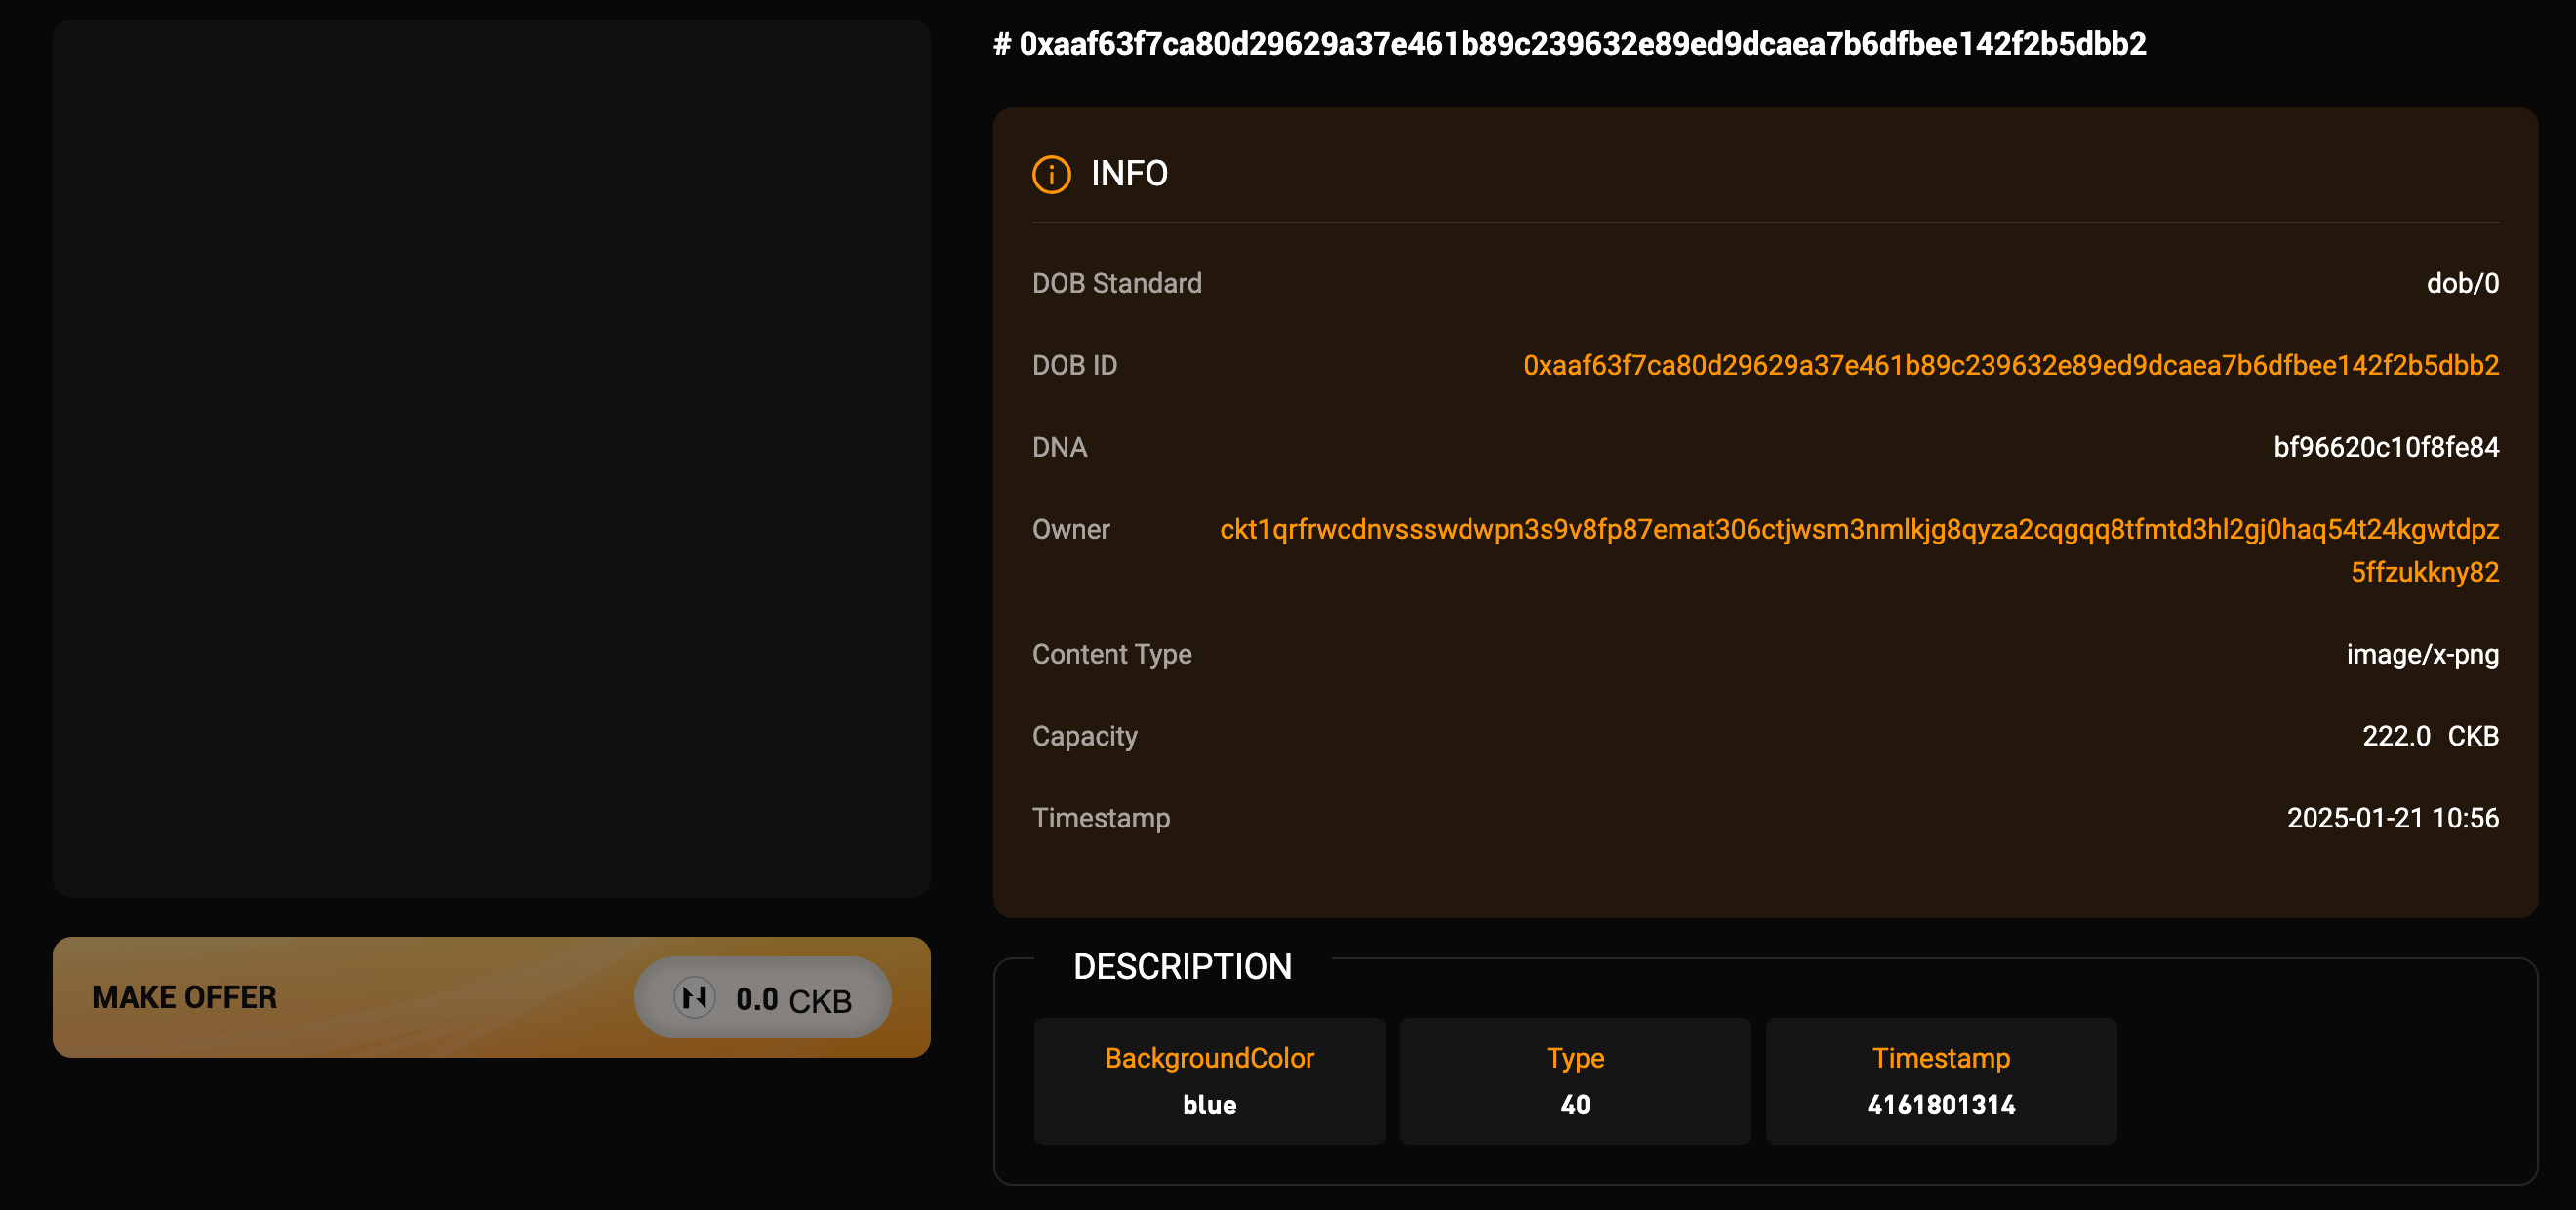 # 0xaaf63f7ca80d29629a37e461b89c239632e89ed9dcaea7b6dfbee142f2b5dbb2
INFO
DOB Standard dob/0
DOB ID 0xaaf63f7ca80d29629a37e461b89c239632e89ed9dcaea7b6dfbee142f2b5dbb2
DNA bf96620c10f8fe84
Owner ckt1qrfrwcdnvssswdwpn3s9v8fp87emat306ctjwsm3nmlkjg8qyza2cqgqq8tfmtd3hl2gj0haq54t24kgwtdpz
5ffzukkny82
Content Type image/x-png
Capacity 222.0 CKB
Timestamp 2025-01-21 10:56
MAKE OFFER 0.0 CKB
DESCRIPTION
BackgroundColor Type Timestamp
blue 40 4161801314